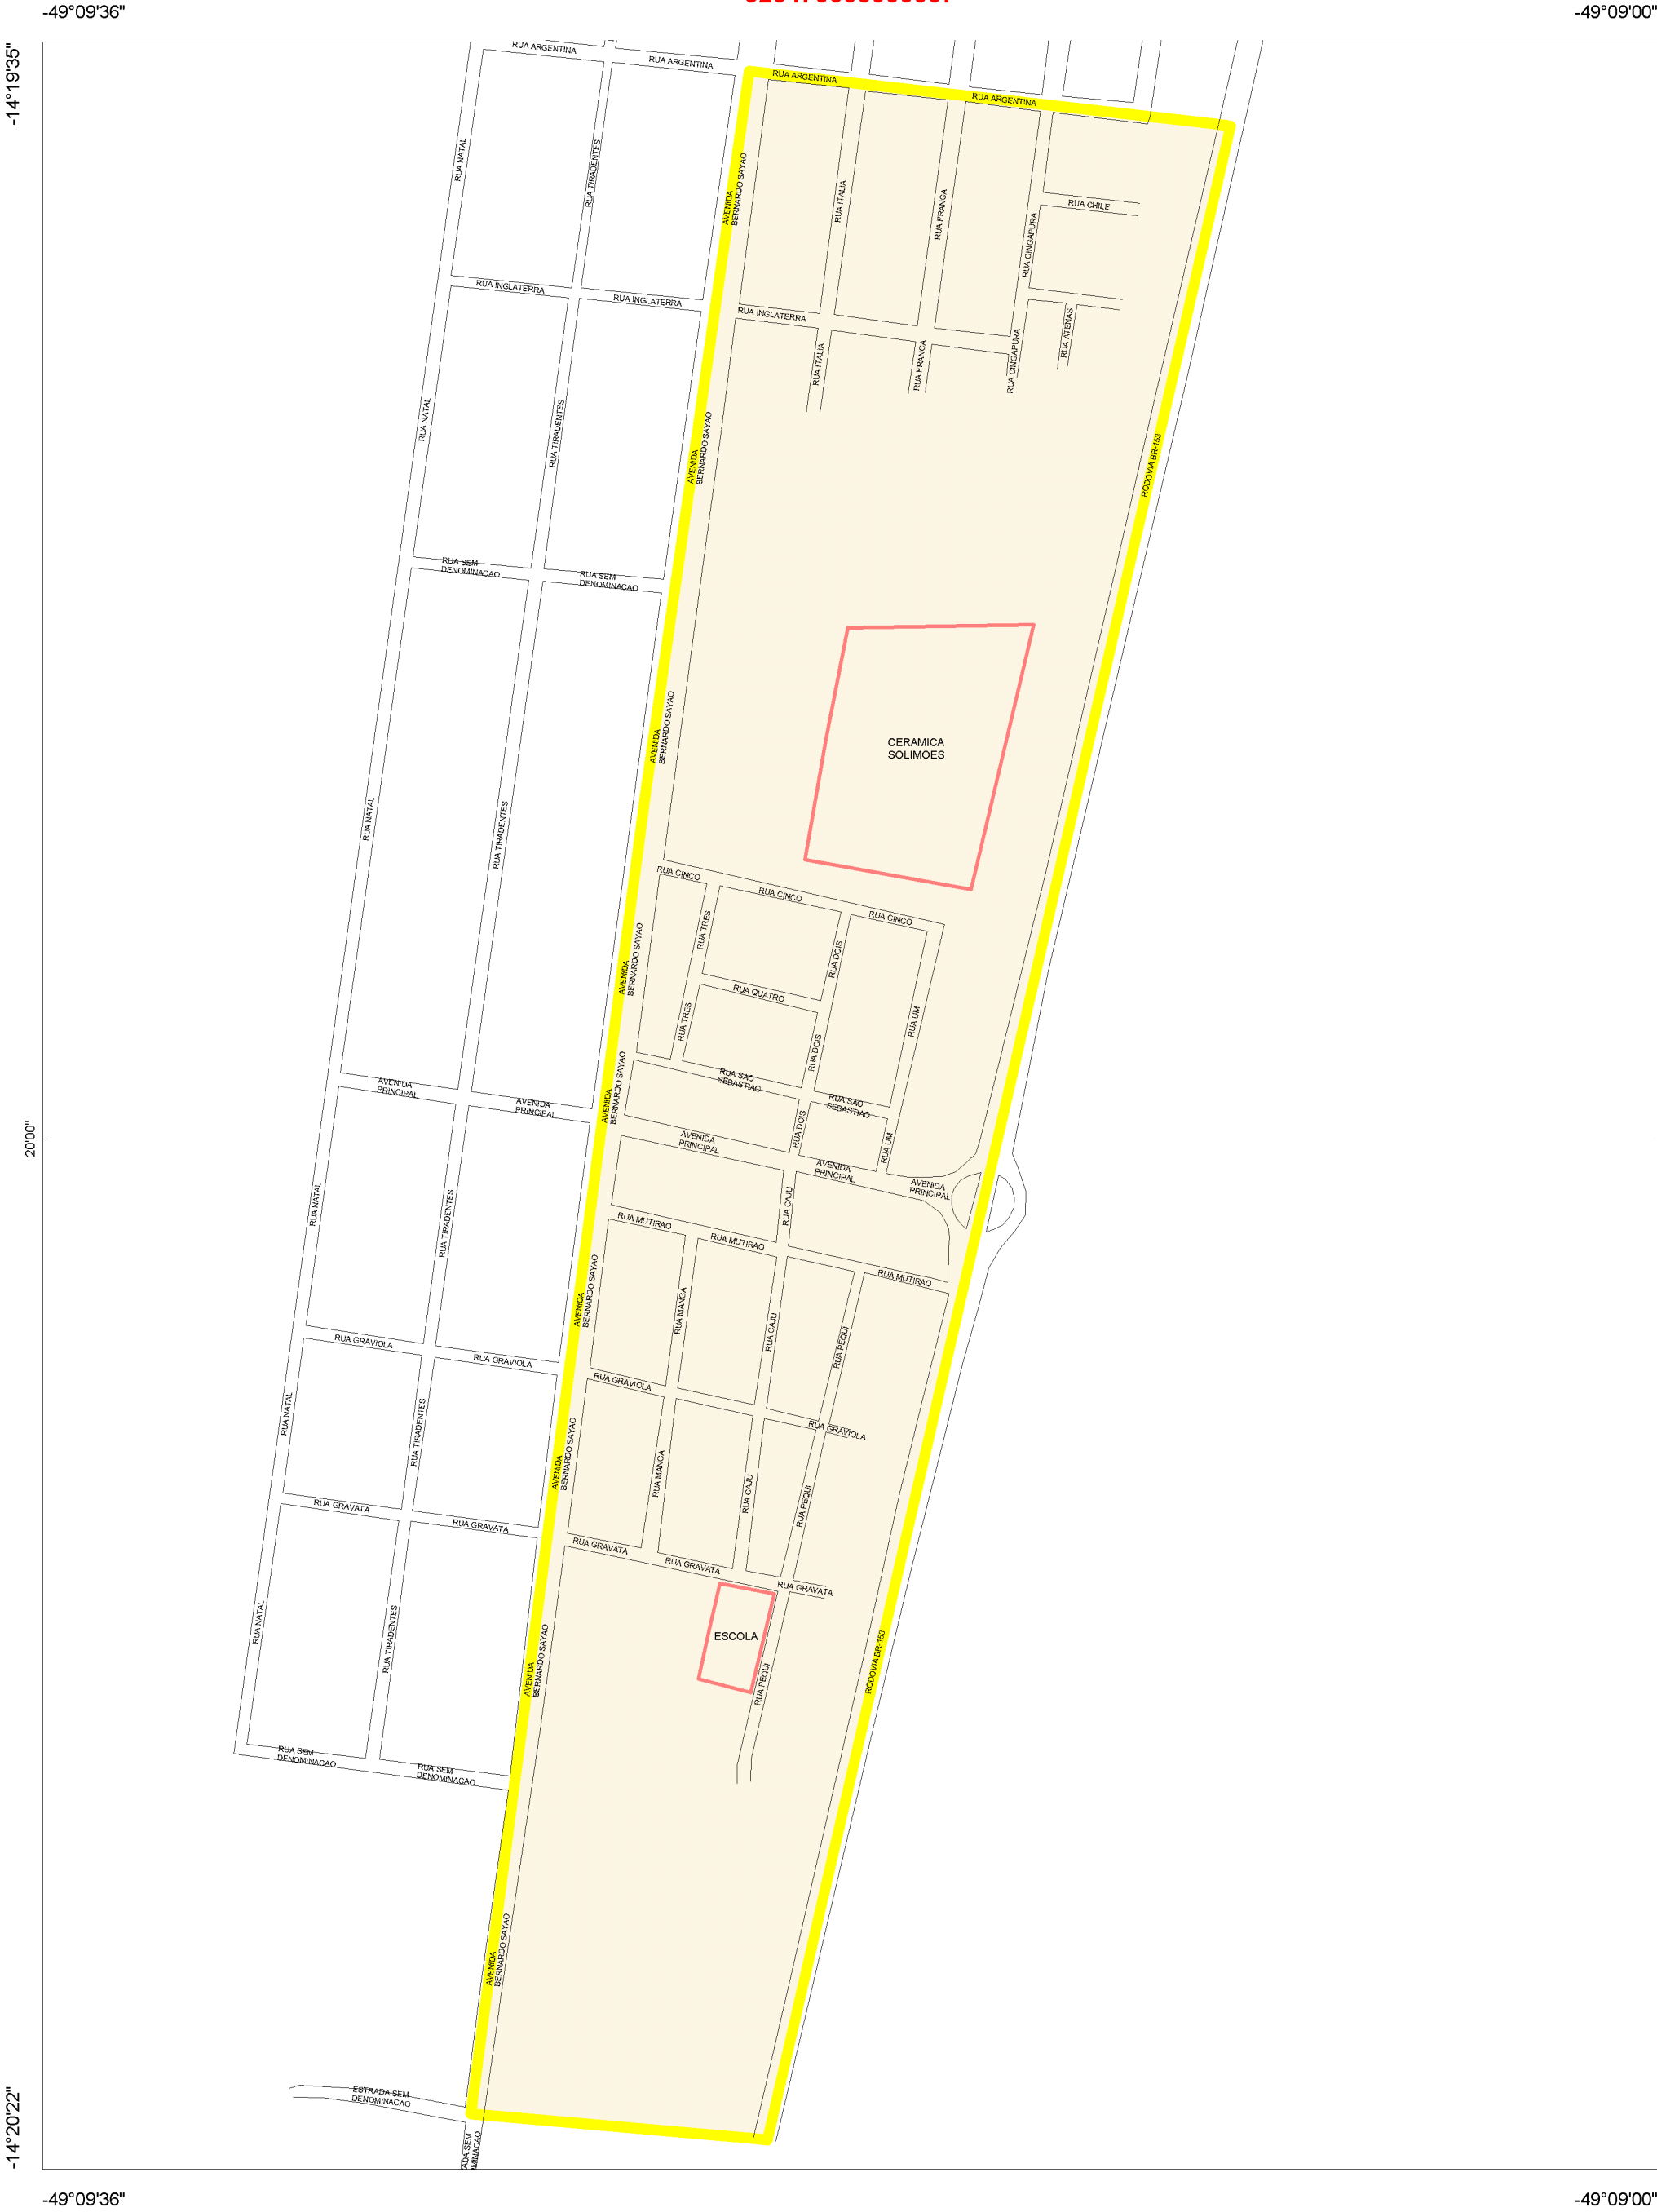 -49°09'36"
-49°09'00"
-14°19'35"
RUA ARGENTINA
RUA ARGENTINA
RUA ARGENTINA
RUA ARGENTINA
RUA NATAL
RUA TIRADENTES
AVENIDA
BERNARDO SAYAO
RUA ITALIA
RUA FRANCA
RUA CINGAPURA
RUA CHILE
RUA INGLATERRA
RUA INGLATERRA
RUA INGLATERRA
RUA ITALIA
RUA FRANCA
RUA CINGAPURA
RUA ATENAS
RUA NATAL
RUA TIRADENTES
AVENIDA
BERNARDO SAYAO
RODOVIA BR-153
RUA SEM
DENOMINACAO
RUA SEM
DENOMINACAO
AVENIDA
BERNARDO SAYAO
CERAMICA
SOLIMOES
RUA NATAL
RUA TIRADENTES
RUA CINCO
RUA CINCO
RUA CINCO
AVENIDA
BERNARDO SAYAO
RUA TRES
RUA DOIS
RUA QUATRO
RUA TRES
RUA DOIS
RUA UM
AVENIDA
PRINCIPAL
AVENIDA
PRINCIPAL
AVENIDA
BERNARDO SAYAO
RUA SAO
SEBASTIAO
RUA SAO
SEBASTIAO
RUA DOIS
RUA UM
20'00"
AVENIDA
PRINCIPAL
AVENIDA
PRINCIPAL
AVENIDA
PRINCIPAL
RUA NATAL
RUA TIRADENTES
RUA CAJU
RUA MUTIRAO
RUA MUTIRAO
RUA MUTIRAO
AVENIDA
BERNARDO SAYAO
RUA MANGA
RUA CAJU
RUA PEQUI
RUA GRAVIOLA
RUA GRAVIOLA
RUA GRAVIOLA
RUA GRAVIOLA
RUA NATAL
RUA TIRADENTES
AVENIDA
BERNARDO SAYAO
RUA MANGA
RUA CAJU
RUA PEQUI
RUA GRAVATA
RUA GRAVATA
RUA GRAVATA
RUA GRAVATA
RUA GRAVATA
ESCOLA
RUA NATAL
RUA TIRADENTES
AVENIDA
BERNARDO SAYAO
RUA PEQUI
RODOVIA BR-153
RUA SEM
DENOMINACAO
RUA SEM
DENOMINACAO
AVENIDA
BERNARDO SAYAO
ESTRADA SEM
DENOMINACAO
-14°20'22"
-49°09'36"
-49°09'00"